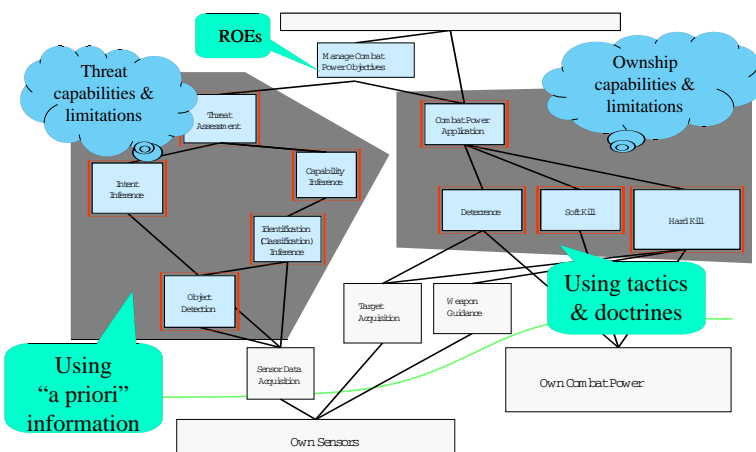 ROEs
Manage Combat
Power Objectives
Threat
capabilities &
limitations
Ownship
capabilities &
limitations
Threat
Assessment
Combat Power
Application
Intent
Inference
Capability
Inference
Deterrence
Soft Kill
Hard Kill
Identification
(Classification)
Inference
Object
Detection
Target
Acquisition
Weapon
Guidance
Using tactics
& doctrines
Using
“a priori”
information
Sensor Data
Acquisition
Own Combat Power
Own Sensors